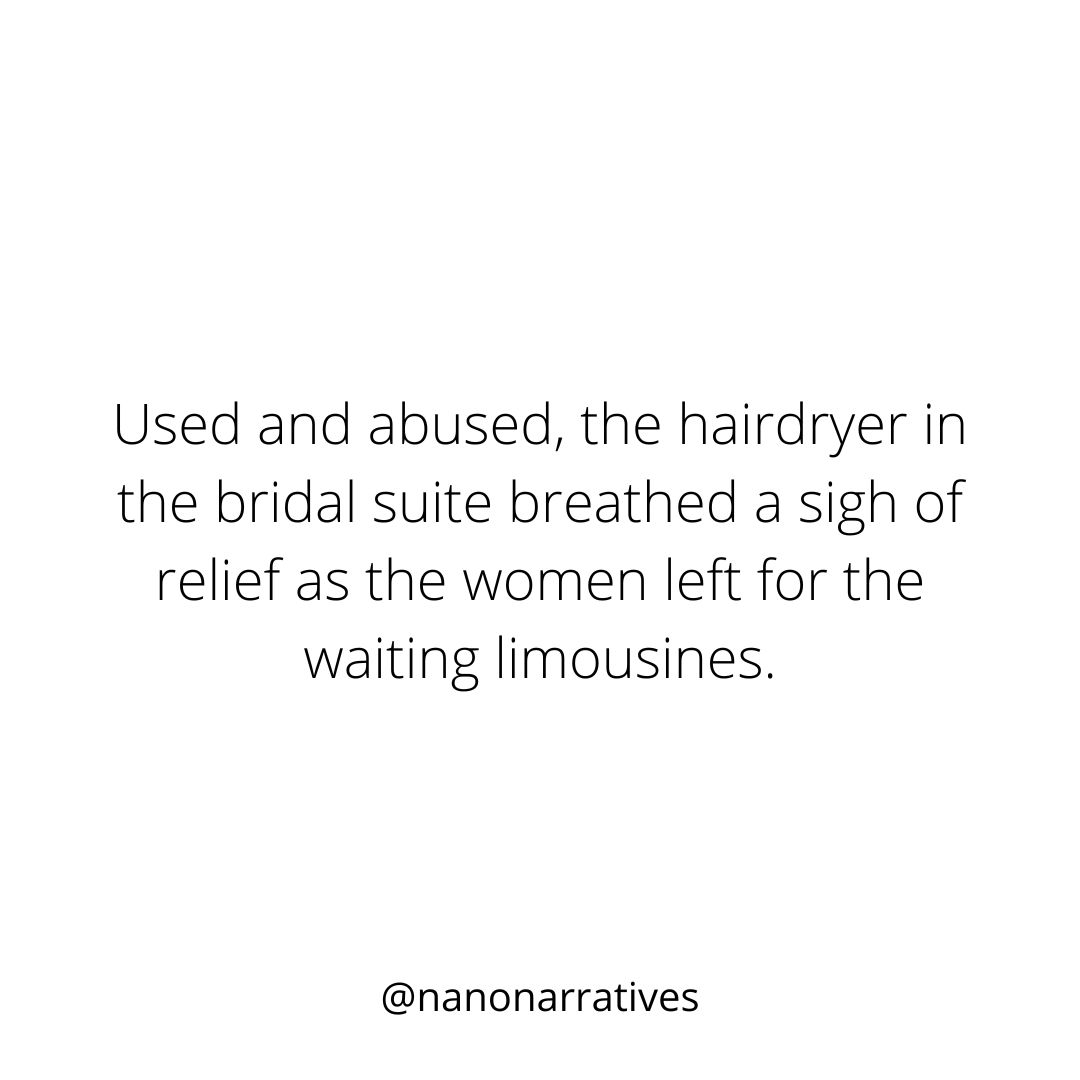 Used and abused, the hairdryer in
the bridal suite breathed a sigh of
relief as the women left for the
waiting limousines.
@nanonarratives